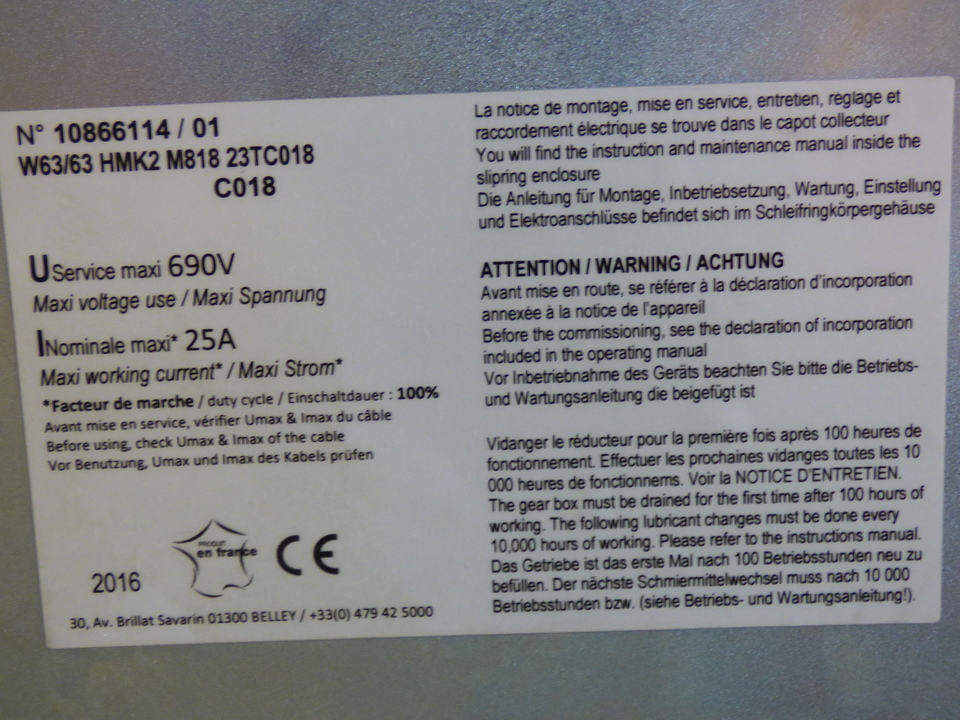 N° 10866114 / 01
W63/63 HMK2 M818 23TC018
C018
U Service maxi 690V
Maxi voltage use / Maxi Spannung
I Nominale maxi* 25A
Maxi working current* / Maxi Strom*
*Facteur de marche / duty cycle / Einschaltdauer : 100%
Avant mise en service, vérifier Umax & Imax du câble
Before using, check Umax & Imax of the cable
Vor Benutzung, Umax und Imax des Kabels prüfen
PRODUIT
en france
CE
2016
30, Av. Brillat Savarin 01300 BELLEY / +33(0) 479 42 5000
La notice de montage, mise en service, entretien, réglage et
raccordement électrique se trouve dans le capot collecteur
You will find the instruction and maintenance manual inside the
slipring enclosure
Die Anleitung für Montage, Inbetriebsetzung, Wartung, Einstellung
und Elektroanschlüsse befindet sich im Schleifringkörpergehäuse
ATTENTION / WARNING / ACHTUNG
Avant mise en route, se référer à la déclaration d'incorporation
annexée à la notice de l'appareil
Before the commissioning, see the declaration of incorporation
included in the operating manual
Vor Inbetriebnahme des Geräts beachten Sie bitte die Betriebs-
und Wartungsanleitung die beigefügt ist
Vidanger le réducteur pour la première fois après 100 heures de
fonctionnement. Effectuer les prochaines vidanges toutes les 10
000 heures de fonctionnems. Voir la NOTICE D'ENTRETIEN.
The gear box must be drained for the first time after 100 hours of
working. The following lubricant changes must be done every
10,000 hours of working. Please refer to the instructions manual.
Das Getriebe ist das erste Mal nach 100 Betriebsstunden neu zu
befüllen. Der nächste Schmiermittelwechsel muss nach 10 000
Betriebsstunden bzw. (siehe Betriebs- und Wartungsanleitung!).